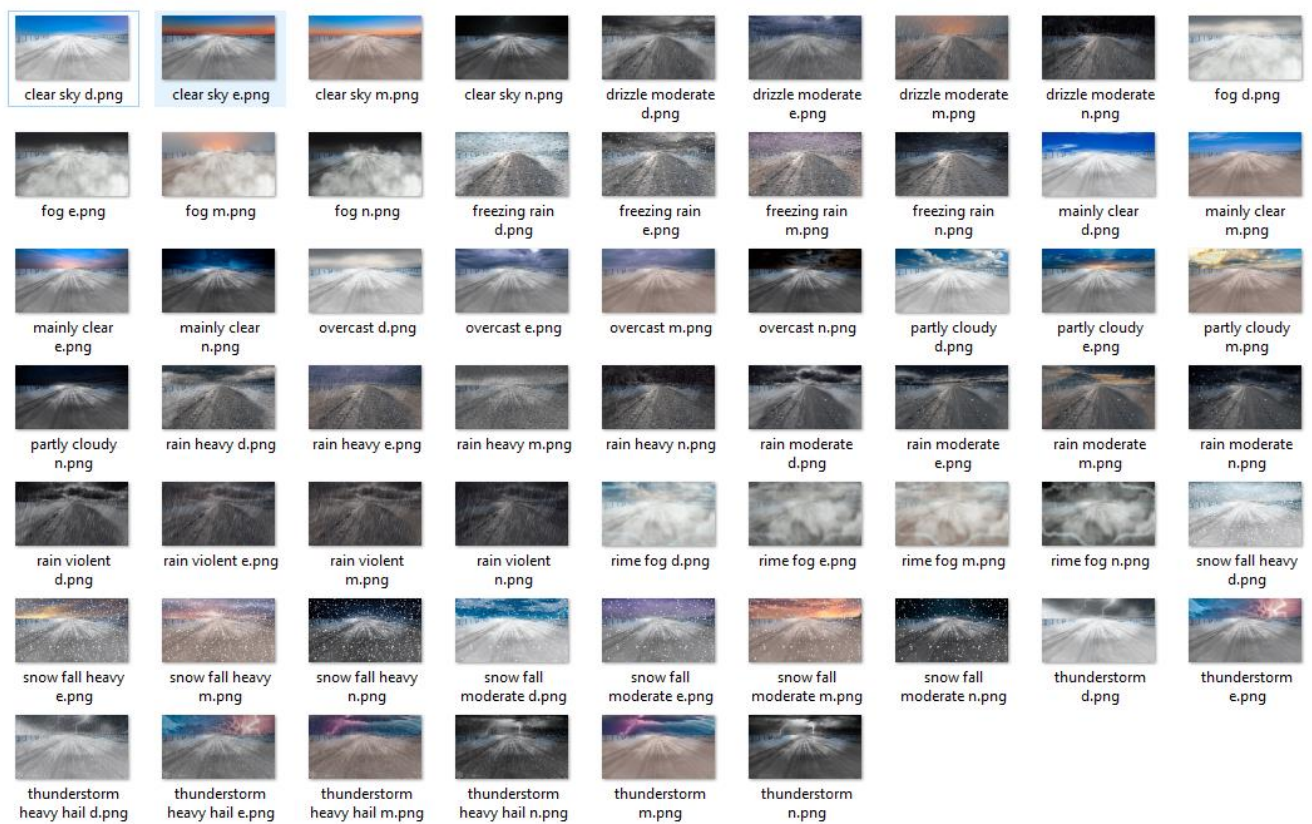 clear sky d.png
clear sky e.png
clear sky m.png
clear sky n.png
drizzle moderate
d.png
drizzle moderate
e.png
drizzle moderate
m.png
drizzle moderate
n.png
fog d.png
fog e.png
fog m.png
fog n.png
freezing rain
d.png
freezing rain
e.png
freezing rain
m.png
freezing rain
n.png
mainly clear
d.png
mainly clear
m.png
mainly clear
e.png
mainly clear
n.png
overcast d.png
overcast e.png
overcast m.png
overcast n.png
partly cloudy
d.png
partly cloudy
e.png
partly cloudy
m.png
partly cloudy
n.png
rain heavy d.png
rain heavy e.png
rain heavy m.png
rain heavy n.png
rain moderate
d.png
rain moderate
e.png
rain moderate
m.png
rain moderate
n.png
rain violent
d.png
rain violent e.png
rain violent
m.png
rain violent
n.png
rime fog d.png
rime fog e.png
rime fog m.png
rime fog n.png
snow fall heavy
d.png
snow fall heavy
e.png
snow fall heavy
m.png
snow fall heavy
n.png
snow fall
moderate d.png
snow fall
moderate e.png
snow fall
moderate m.png
snow fall
moderate n.png
thunderstorm
d.png
thunderstorm
e.png
thunderstorm
heavy hail d.png
thunderstorm
heavy hail e.png
thunderstorm
heavy hail m.png
thunderstorm
heavy hail n.png
thunderstorm
m.png
thunderstorm
n.png